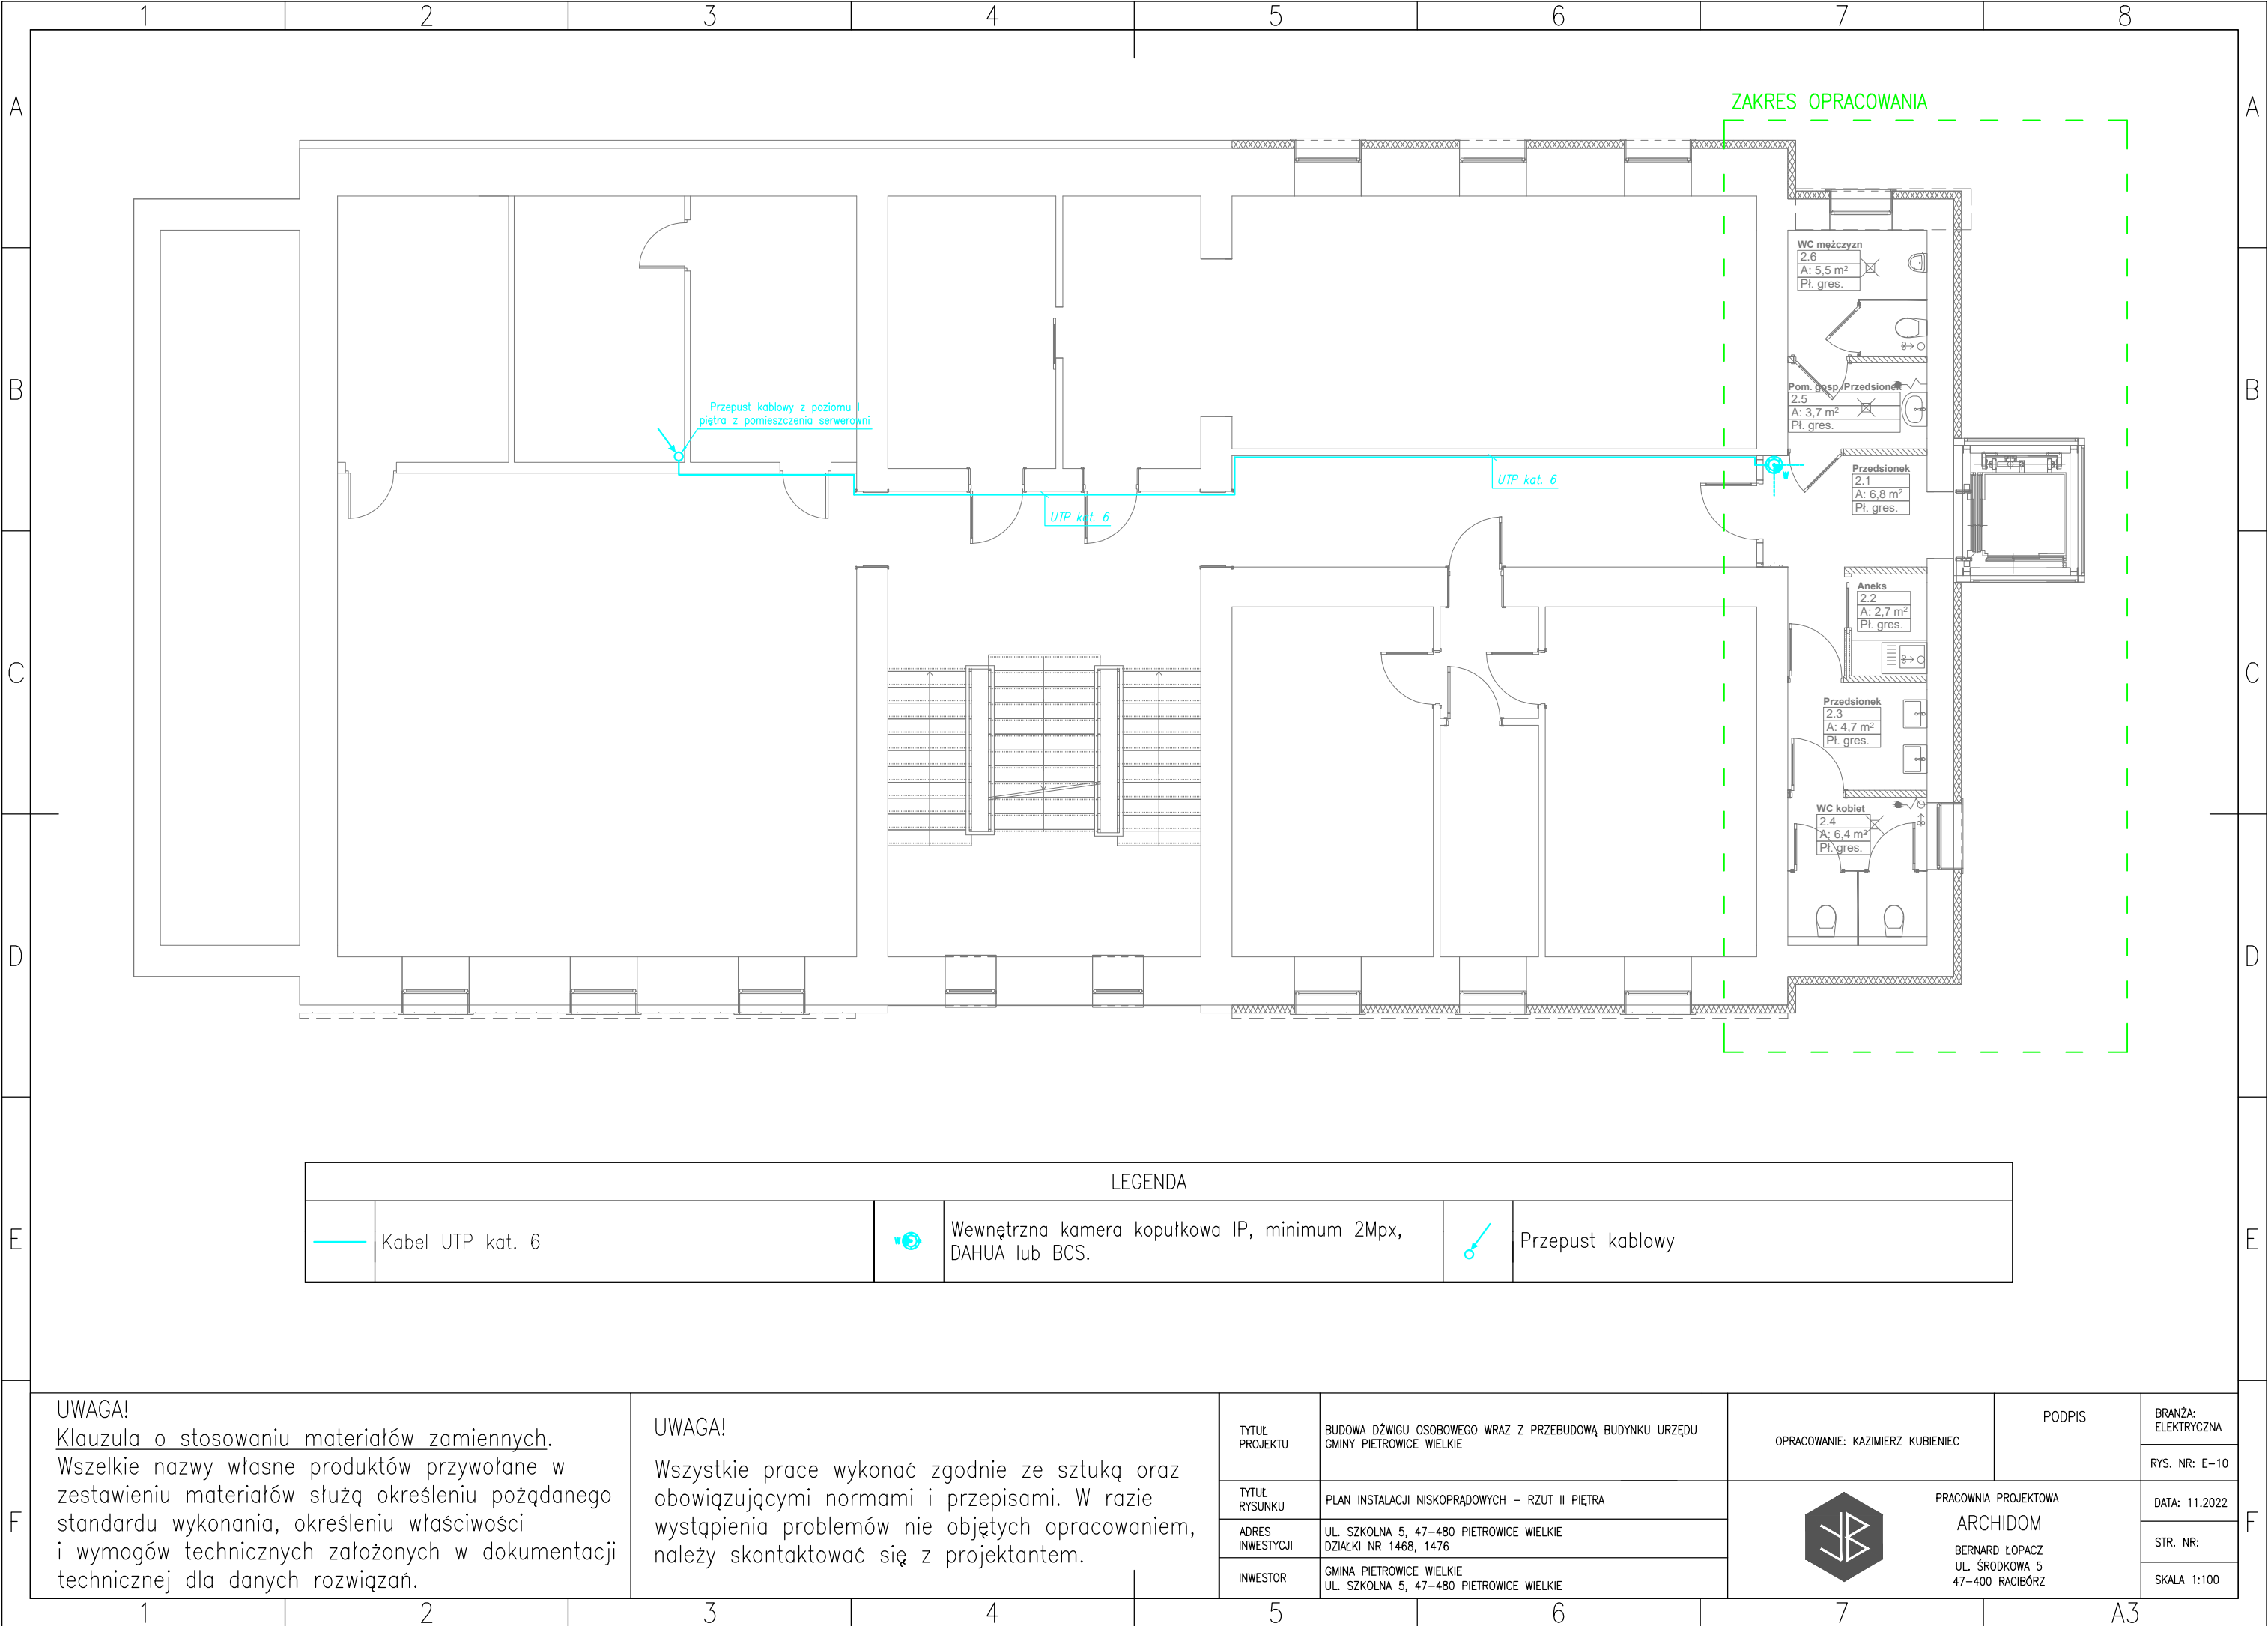 1 2 3 4 5 6 7 8
A A
B B
C C
D D
E E
F F
ZAKRES OPRACOWANIA
WC mężczyzn
2.6
A: 5,5 m²
Pł. gres.
Pom. gosp./Przedsionek
2.5
A: 3,7 m²
Pł. gres.
Przedsionek
2.1
A: 6,8 m²
Pł. gres.
Aneks
2.2
A: 2,7 m²
Pł. gres.
Przedsionek
2.3
A: 4,7 m²
Pł. gres.
WC kobiet
2.4
A: 6,4 m²
Pł. gres.
Przepust kablowy z poziomu I
piętra z pomieszczenia serwerowni
UTP kat. 6
UTP kat. 6
W
LEGENDA
Kabel UTP kat. 6
W
Wewnętrzna kamera kopułkowa IP, minimum 2Mpx,
DAHUA lub BCS.
Przepust kablowy
UWAGA!
Klauzula o stosowaniu materiałów zamiennych.
Wszelkie nazwy własne produktów przywołane w
zestawieniu materiałów służą określeniu pożądanego
standardu wykonania, określeniu właściwości
i wymogów technicznych założonych w dokumentacji
technicznej dla danych rozwiązań.
UWAGA!
Wszystkie prace wykonać zgodnie ze sztuką oraz
obowiązującymi normami i przepisami. W razie
wystąpienia problemów nie objętych opracowaniem,
należy skontaktować się z projektantem.
TYTUŁ
PROJEKTU
BUDOWA DŹWIGU OSOBOWEGO WRAZ Z PRZEBUDOWĄ BUDYNKU URZĘDU
GMINY PIETROWICE WIELKIE
TYTUŁ
RYSUNKU
PLAN INSTALACJI NISKOPRĄDOWYCH – RZUT II PIĘTRA
ADRES
INWESTYCJI
UL. SZKOLNA 5, 47–480 PIETROWICE WIELKIE
DZIAŁKI NR 1468, 1476
INWESTOR
GMINA PIETROWICE WIELKIE
UL. SZKOLNA 5, 47–480 PIETROWICE WIELKIE
OPRACOWANIE: KAZIMIERZ KUBIENIEC
PODPIS
PRACOWNIA PROJEKTOWA
ARCHIDOM
BERNARD ŁOPACZ
UL. ŚRODKOWA 5
47–400 RACIBÓRZ
BRANŻA:
ELEKTRYCZNA
RYS. NR: E–10
DATA: 11.2022
STR. NR:
SKALA 1:100
1 2 3 4 5 6 7 A3